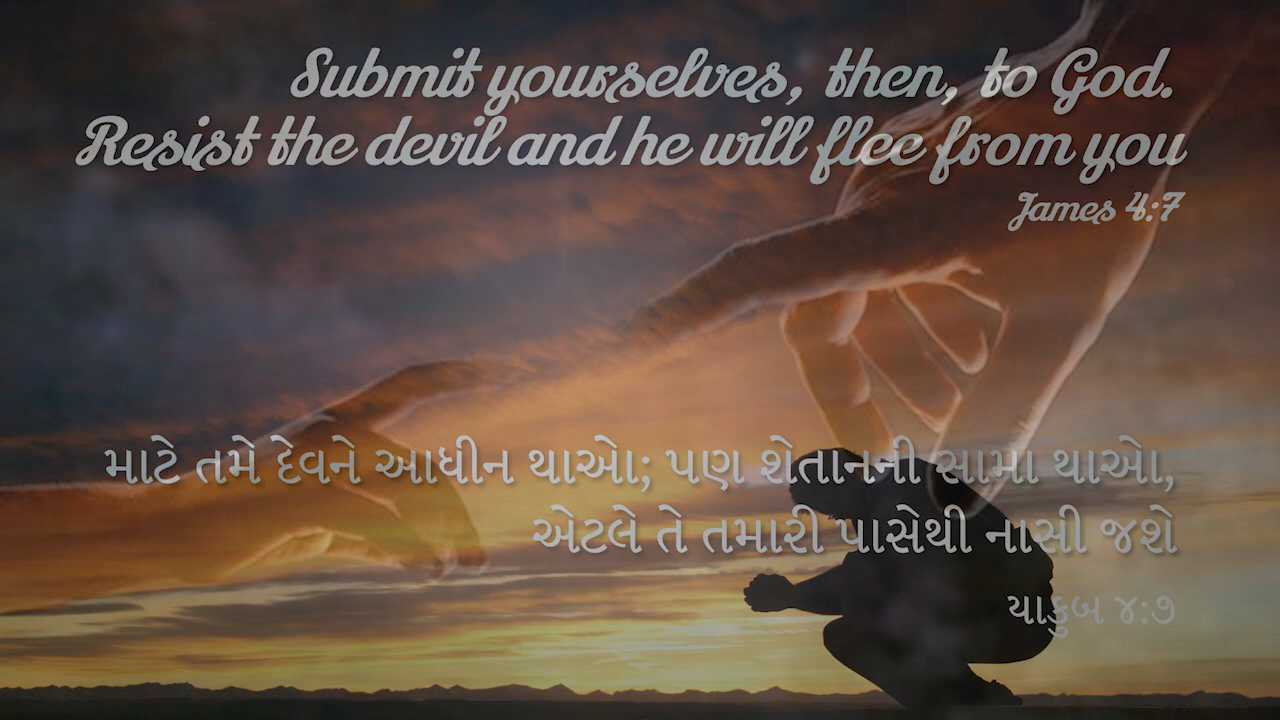 Submit yourselves, then, to God.
Resist the devil and he will flee from you
James 4:7
માટે તમે દેવને આધીન થાઓ; પણ શેતાનની સામા થાઓ,
એટલે તે તમારી પાસેથી નાસી જશે
યાકુબ ૪:૭